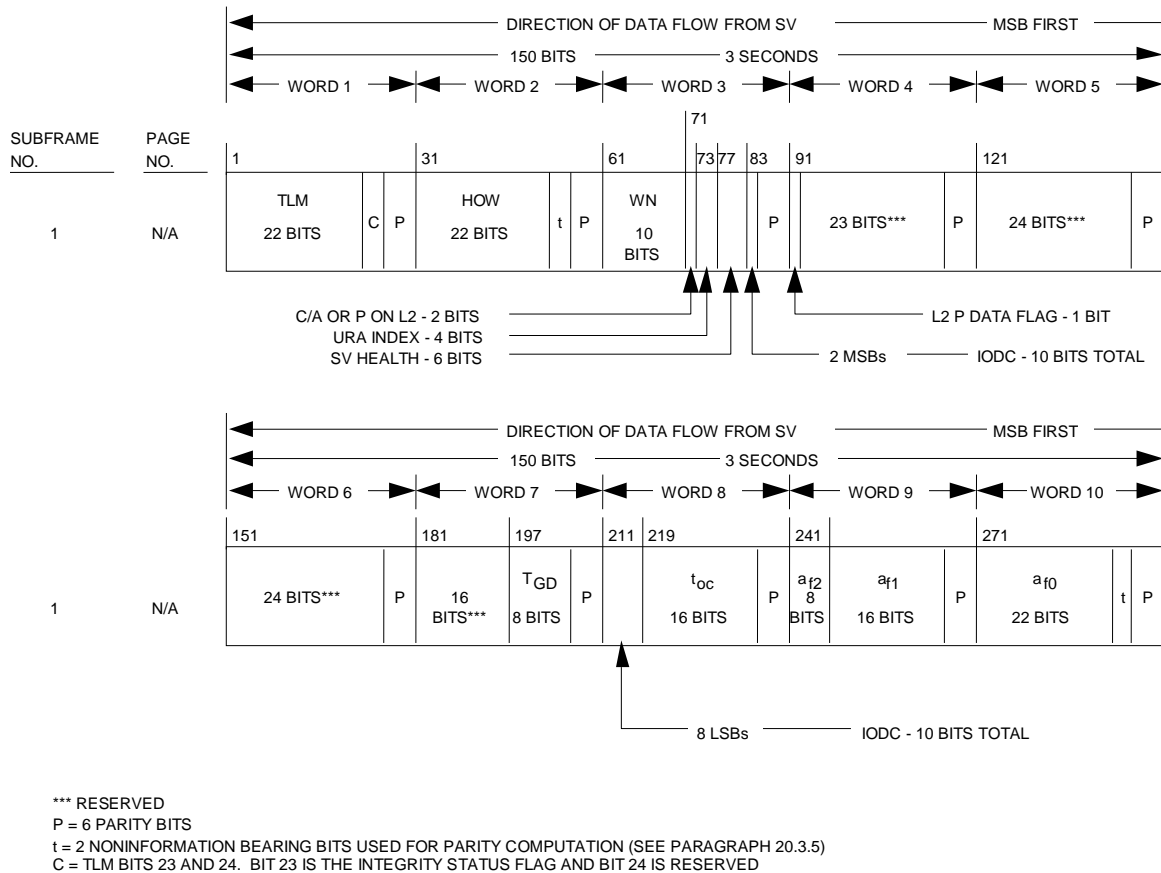 DIRECTION OF DATA FLOW FROM SV MSB FIRST
150 BITS 3 SECONDS
WORD 1 WORD 2 WORD 3 WORD 4 WORD 5
SUBFRAME NO. PAGE NO.
71
1 31 61 73 77 83 91 121
1 N/A
TLM 22 BITS C P
HOW 22 BITS t P
WN 10 BITS P
23 BITS*** P
24 BITS*** P
C/A OR P ON L2 - 2 BITS
URA INDEX - 4 BITS
SV HEALTH - 6 BITS
L2 P DATA FLAG - 1 BIT
2 MSBs IODC - 10 BITS TOTAL
DIRECTION OF DATA FLOW FROM SV MSB FIRST
150 BITS 3 SECONDS
WORD 6 WORD 7 WORD 8 WORD 9 WORD 10
151 181 197 211 219 241 271
1 N/A
24 BITS*** P
16 BITS***
TGD 8 BITS P
toc 16 BITS P
af2 8 BITS
af1 16 BITS P
af0 22 BITS t P
8 LSBs IODC - 10 BITS TOTAL
*** RESERVED
P = 6 PARITY BITS
t = 2 NONINFORMATION BEARING BITS USED FOR PARITY COMPUTATION (SEE PARAGRAPH 20.3.5)
C = TLM BITS 23 AND 24. BIT 23 IS THE INTEGRITY STATUS FLAG AND BIT 24 IS RESERVED